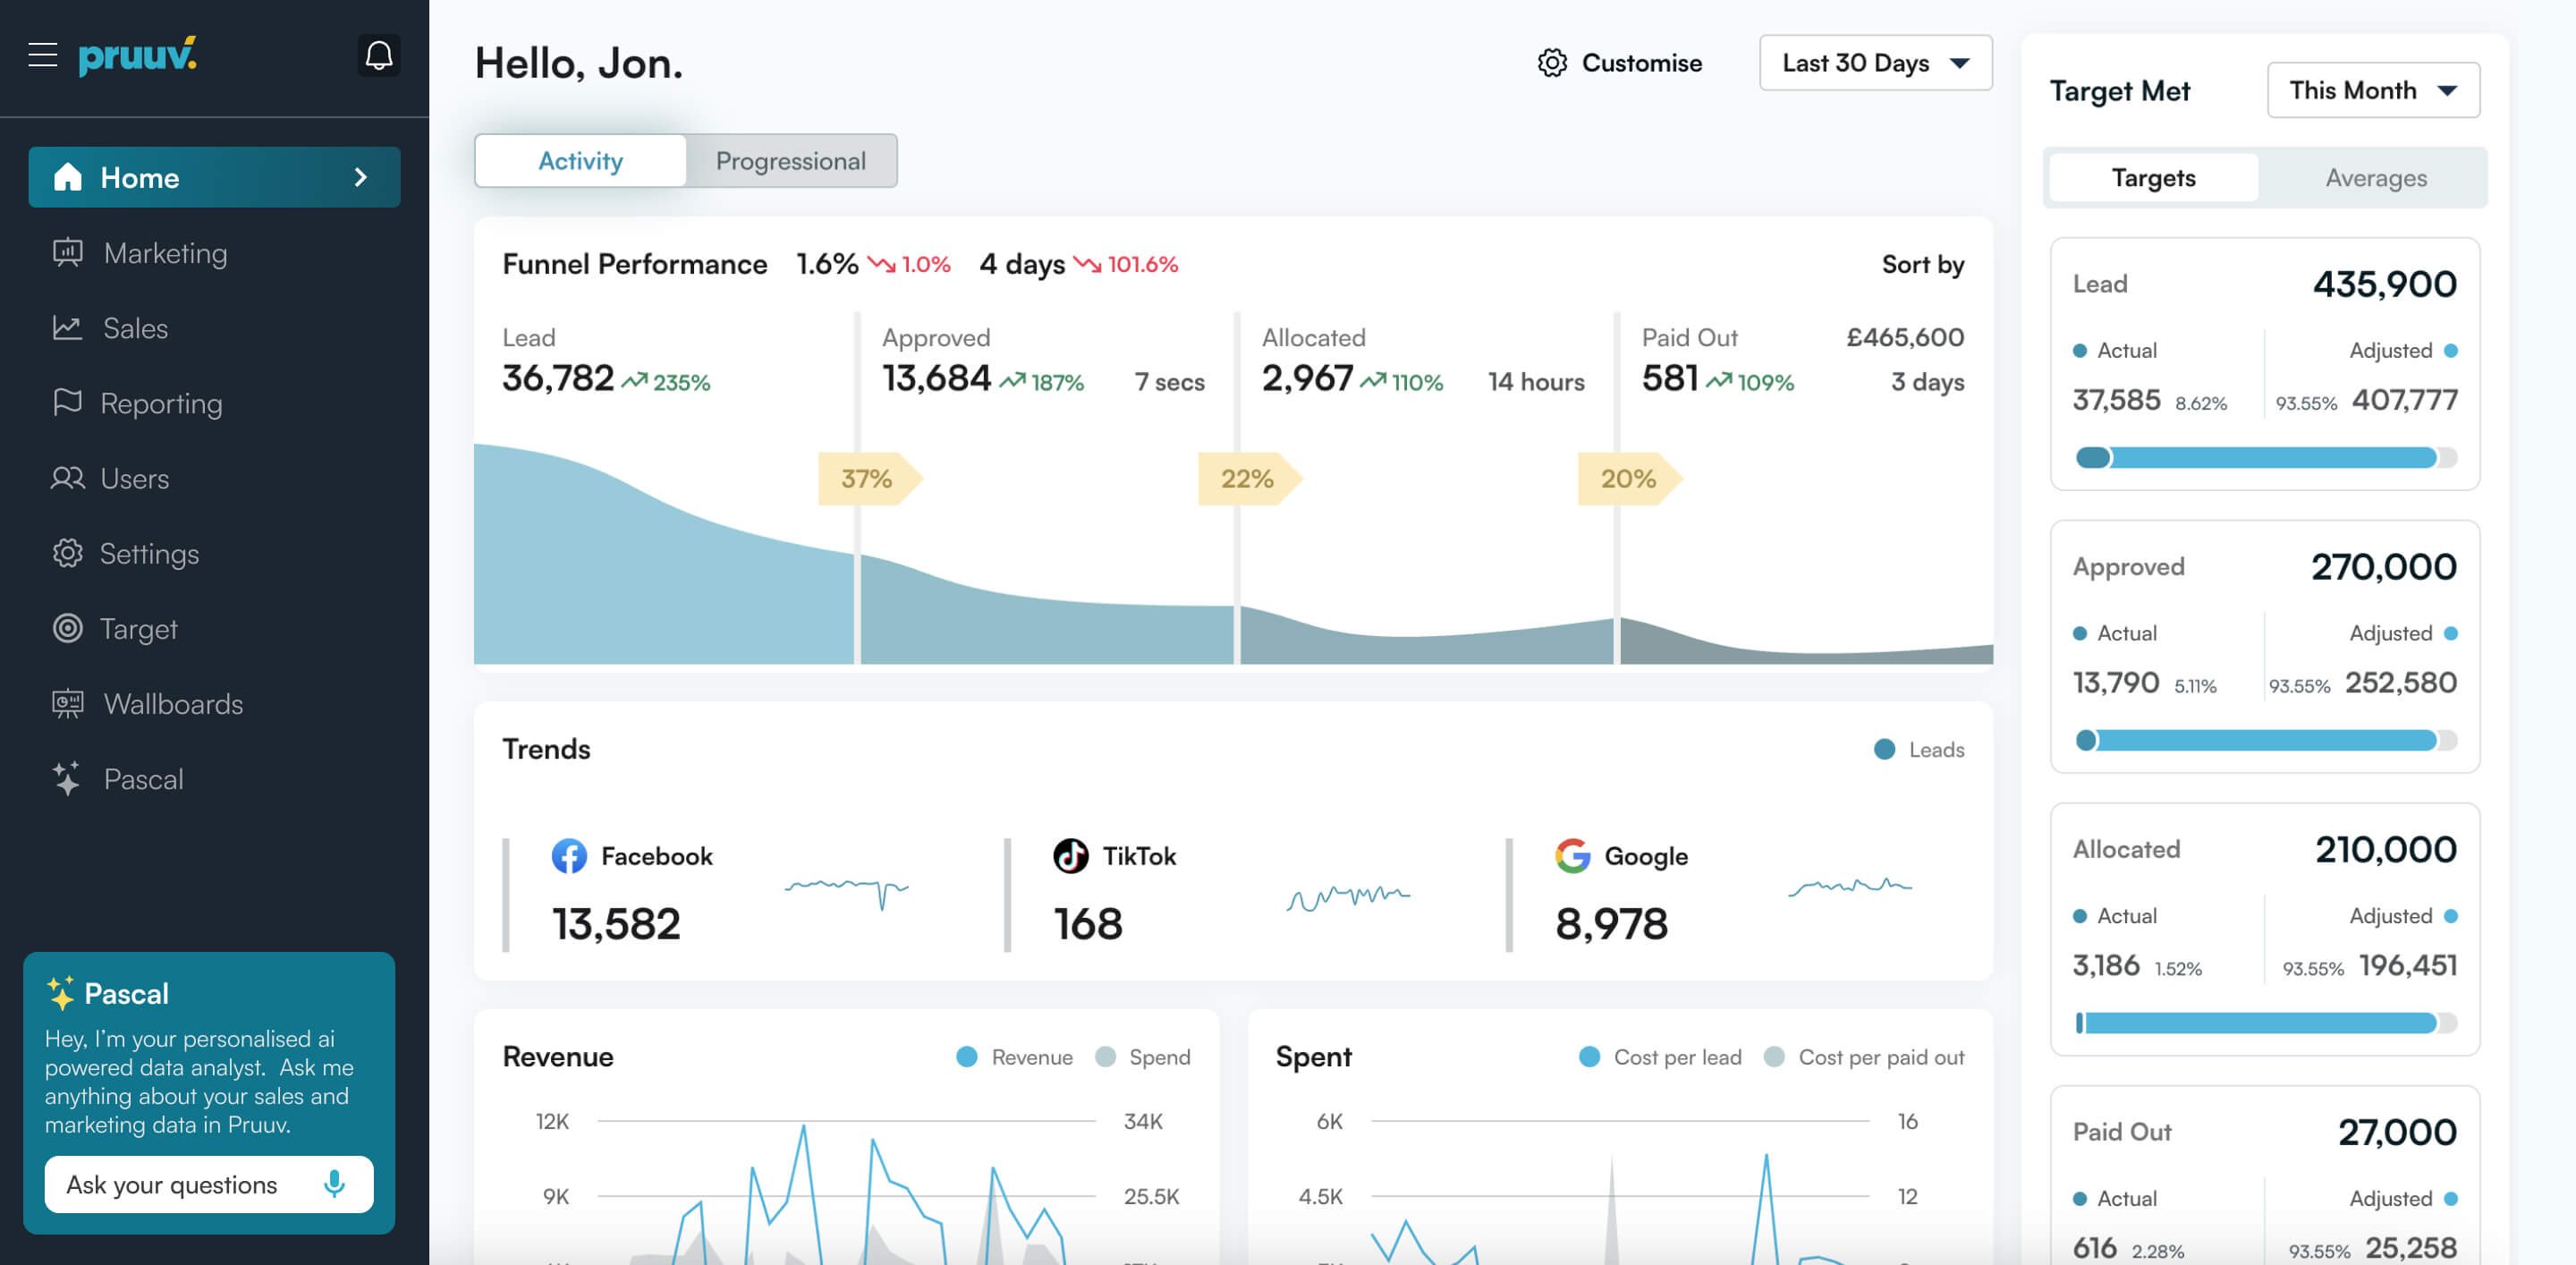 pruuv.
Home
Marketing
Sales
Reporting
Users
Settings
Target
Wallboards
Pascal
Pascal
Hey, I'm your personalised ai
powered data analyst. Ask me
anything about your sales and
marketing data in Pruuv.
Ask your questions
Hello, Jon.
Customise
Last 30 Days
Activity
Progressional
Funnel Performance 1.6% 1.0% 4 days 101.6%
Sort by
Lead
36,782 235%
Approved
13,684 187% 7 secs
Allocated
2,967 110% 14 hours
Paid Out £465,600
581 109% 3 days
37%
22%
20%
Trends
Leads
Facebook
13,582
TikTok
168
Google
8,978
Revenue
Revenue Spend
12K 34K
9K 25.5K
Spent
Cost per lead Cost per paid out
6K 16
4.5K 12
Target Met
This Month
Targets Averages
Lead 435,900
Actual Adjusted
37,585 8.62% 93.55% 407,777
Approved 270,000
Actual Adjusted
13,790 5.11% 93.55% 252,580
Allocated 210,000
Actual Adjusted
3,186 1.52% 93.55% 196,451
Paid Out 27,000
Actual Adjusted
616 2.28% 93.55% 25,258